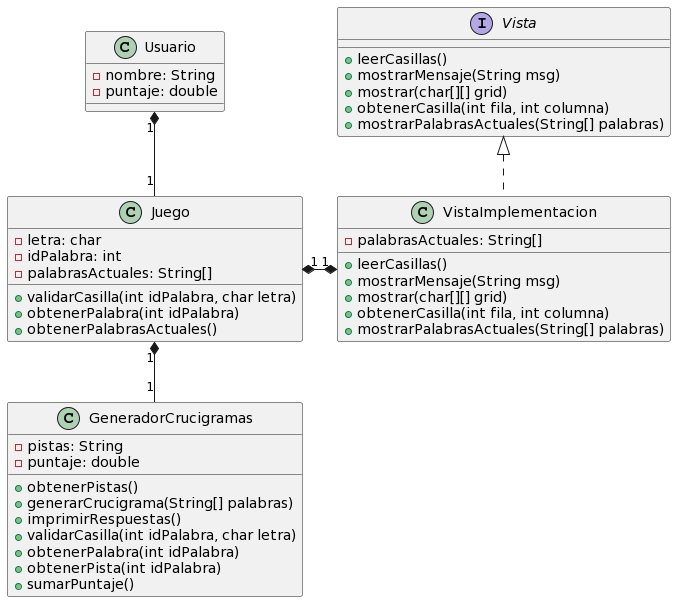 C Usuario
nombre: String
puntaje: double
I Vista
leerCasillas()
mostrarMensaje(String msg)
mostrar(char[][] grid)
obtenerCasilla(int fila, int columna)
mostrarPalabrasActuales(String[] palabras)
1
1
C Juego
letra: char
idPalabra: int
palabrasActuales: String[]
validarCasilla(int idPalabra, char letra)
obtenerPalabra(int idPalabra)
obtenerPalabrasActuales()
1 1
C VistaImplementacion
palabrasActuales: String[]
leerCasillas()
mostrarMensaje(String msg)
mostrar(char[][] grid)
obtenerCasilla(int fila, int columna)
mostrarPalabrasActuales(String[] palabras)
1
1
C GeneradorCrucigramas
pistas: String
puntaje: double
obtenerPistas()
generarCrucigrama(String[] palabras)
imprimirRespuestas()
validarCasilla(int idPalabra, char letra)
obtenerPalabra(int idPalabra)
obtenerPista(int idPalabra)
sumarPuntaje()